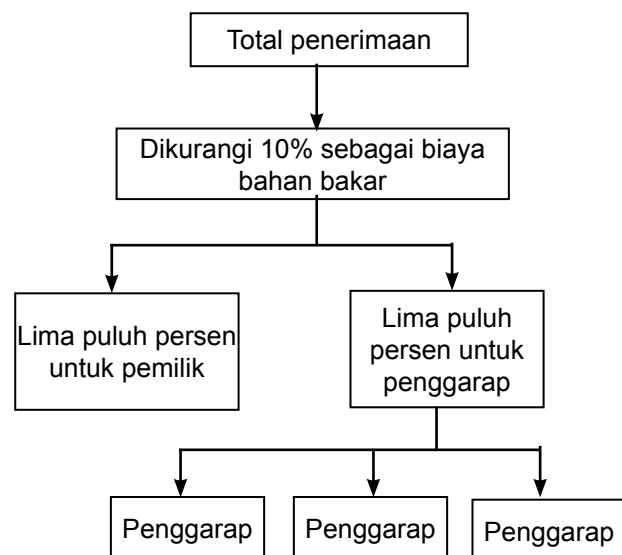 Total penerimaan
Dikurangi 10% sebagai biaya
bahan bakar
Lima puluh persen
untuk pemilik
Lima puluh
persen untuk
penggarap
Penggarap
Penggarap
Penggarap